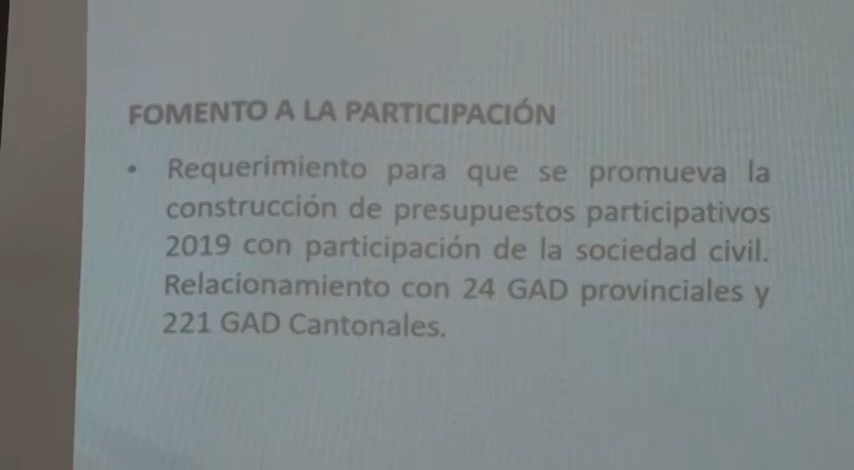 FOMENTO A LA PARTICIPACIÓN
• Requerimiento para que se promueva la
construcción de presupuestos participativos
2019 con participación de la sociedad civil.
Relacionamiento con 24 GAD provinciales y
221 GAD Cantonales.